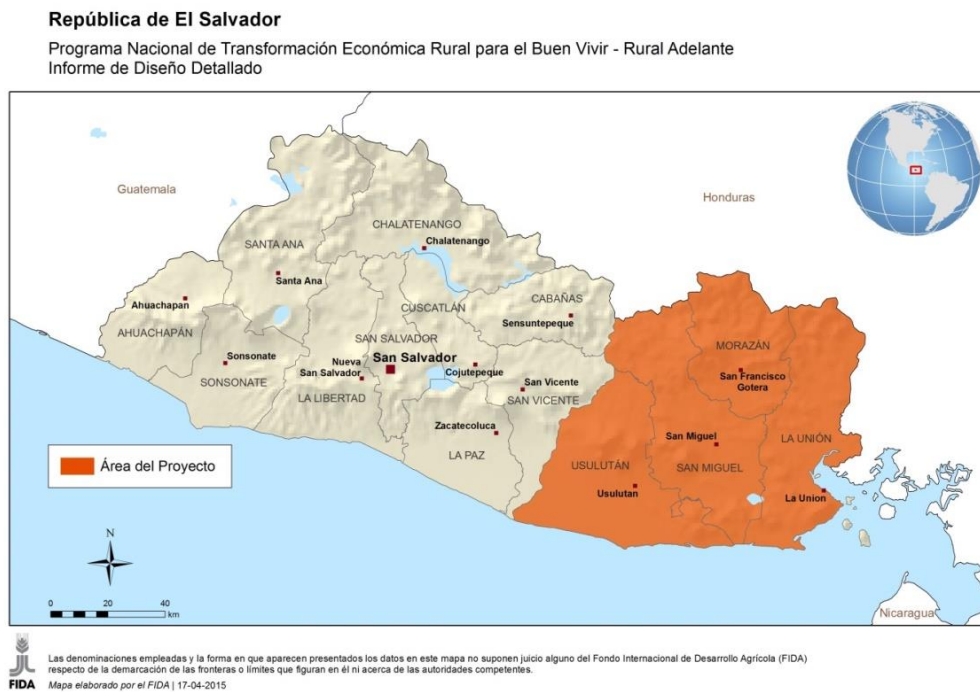 República de El Salvador
Programa Nacional de Transformación Económica Rural para el Buen Vivir - Rural Adelante
Informe de Diseño Detallado
Guatemala
Honduras
CHALATENANGO
Chalatenango
SANTA ANA
Santa Ana
Ahuachapan
AHUACHAPÁN
CUSCATLÁN
CABAÑAS
Sensuntepeque
SAN SALVADOR
San Salvador
Sonsonate
SONSONATE
Nueva
San Salvador
LA LIBERTAD
Cojutepeque
San Vicente
SAN VICENTE
MORAZÁN
San Francisco
Gotera
Zacatecoluca
LA PAZ
San Miguel
SAN MIGUEL
LA UNIÓN
La Union
USULUTÁN
Usulutan
Área del Proyecto
N
0 20 40
km
Nicaragua
FIDA
Las denominaciones empleadas y la forma en que aparecen presentados los datos en este mapa no suponen juicio alguno del Fondo Internacional de Desarrollo Agrícola (FIDA)
respecto de la demarcación de las fronteras o límites que figuran en él ni acerca de las autoridades competentes.
Mapa elaborado por el FIDA | 17-04-2015